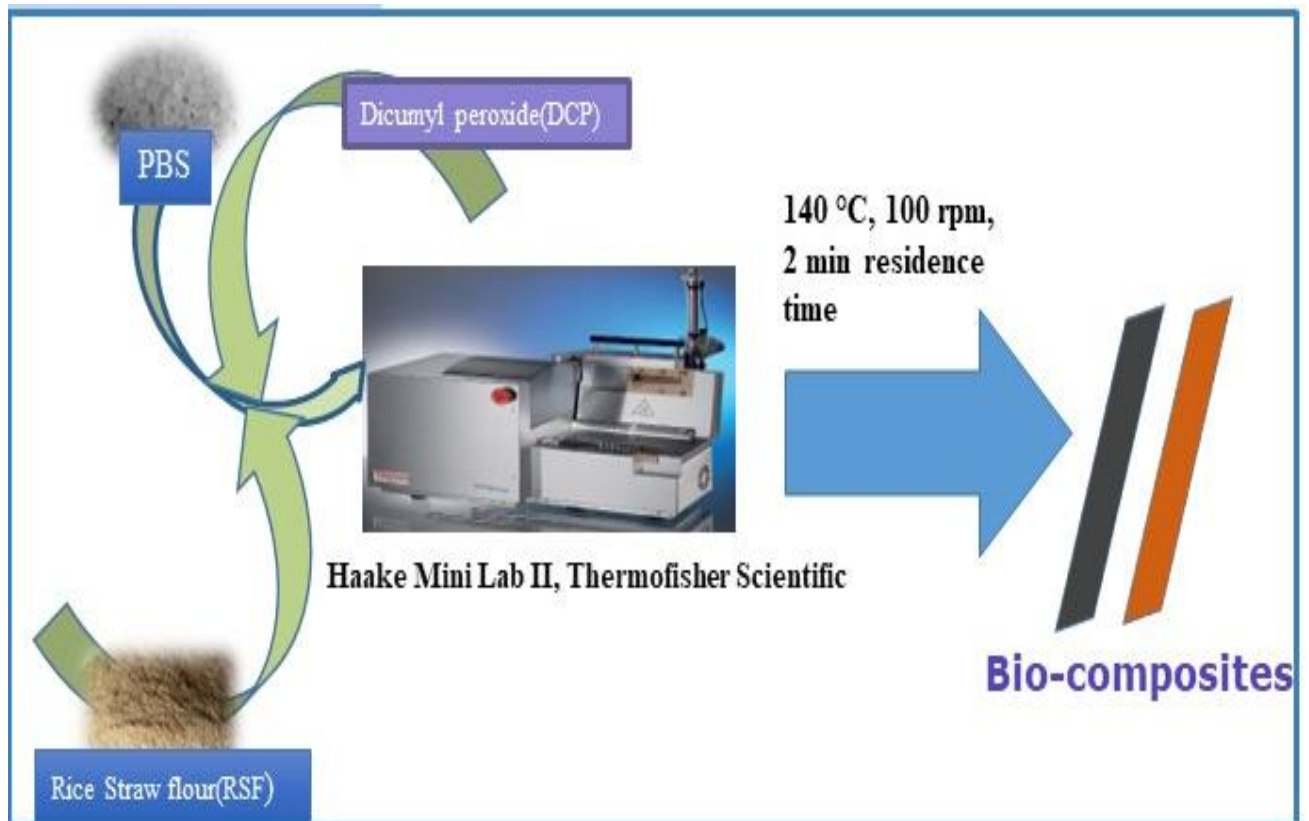 PBS
Dicumyl peroxide(DCP)
140 °C, 100 rpm,
2 min residence
time
Haake Mini Lab II, Thermofisher Scientific
Bio-composites
Rice Straw flour(RSF)